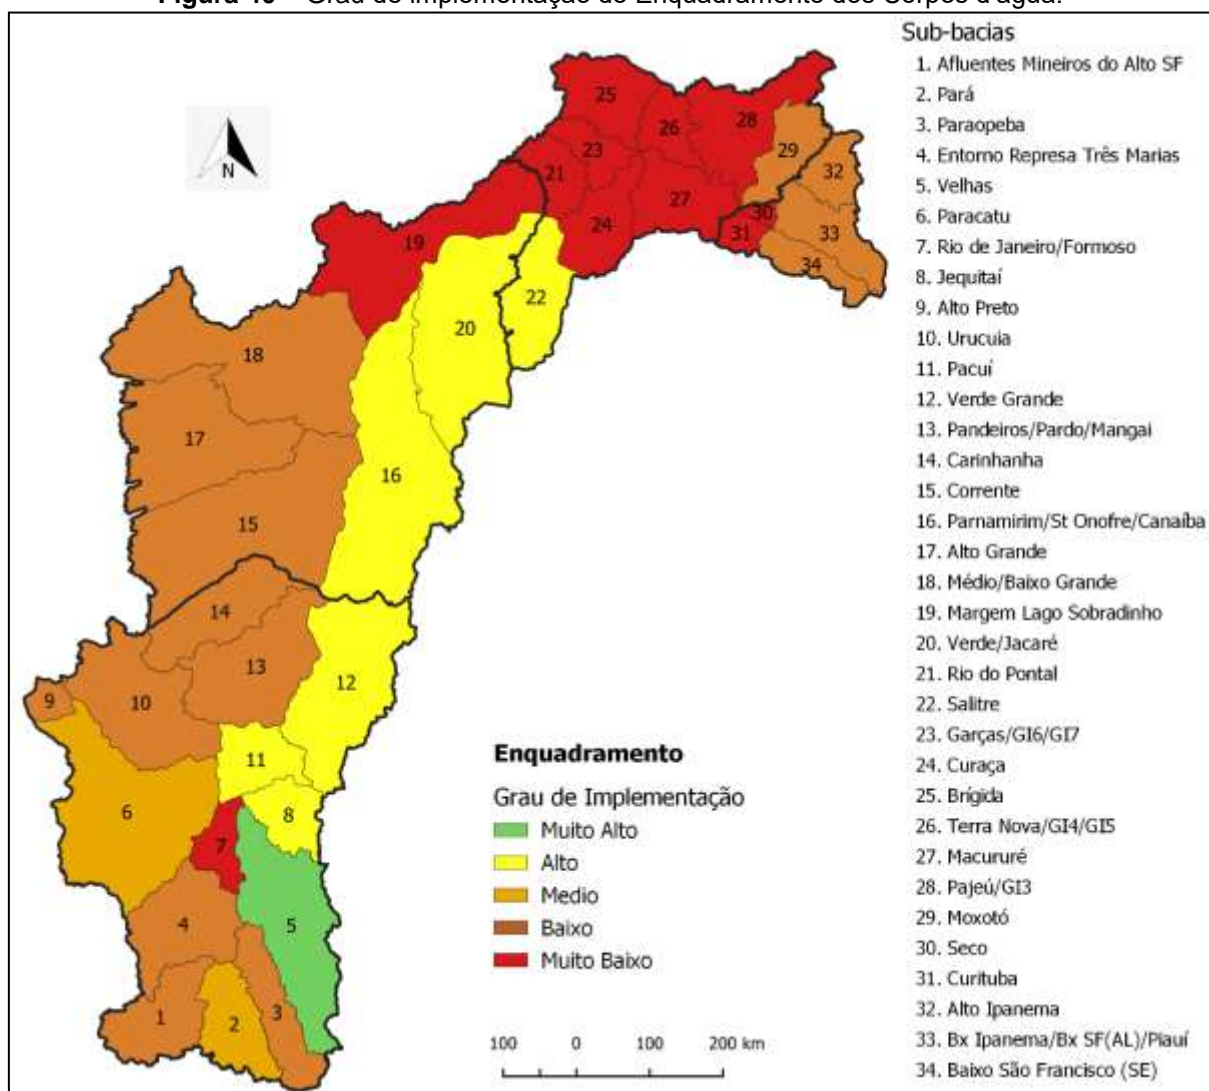 Figura 40 – Grau de implementação do Enquadramento dos Corpos d'água.
Sub-bacias
1. Afluentes Mineiros do Alto SF
2. Pará
3. Paraopeba
4. Entorno Represa Três Marias
5. Velhas
6. Paracatu
7. Rio de Janeiro/Formoso
8. Jequitaí
9. Alto Preto
10. Urucuia
11. Pacuí
12. Verde Grande
13. Pandeiros/Pardo/Mangai
14. Carinhanha
15. Corrente
16. Parnamirim/St Onofre/Canaíba
17. Alto Grande
18. Médio/Baixo Grande
19. Margem Lago Sobradinho
20. Verde/Jacaré
21. Rio do Pontal
22. Salitre
23. Garças/GI6/GI7
24. Curaça
25. Brígida
26. Terra Nova/GI4/GI5
27. Macururé
28. Pajeú/GI3
29. Moxotó
30. Seco
31. Curituba
32. Alto Ipanema
33. Bx Ipanema/Bx SF(AL)/Piauí
34. Baixo São Francisco (SE)
N
25
26
28
23
29
21
32
27
30
19
24
31
33
34
22
20
18
17
16
15
14
13
12
9
10
11
6
8
7
4
5
1
2
3
Enquadramento
Grau de Implementação
Muito Alto
Alto
Medio
Baixo
Muito Baixo
100 0 100 200 km